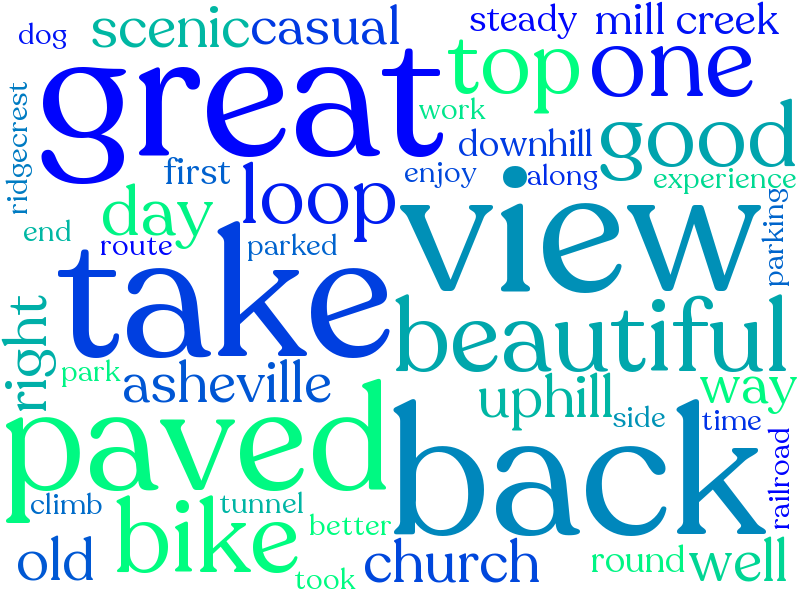 dog
scenic
casual
steady
mill creek
great
top
one
work
good
downhill
ridgecrest
first
loop
enjoy
along
experience
day
view
parking
end
route
parked
take
beautiful
right
park
asheville
uphill
way
side
time
paved
back
railroad
climb
bike
tunnel
better
old
took
church
round
well